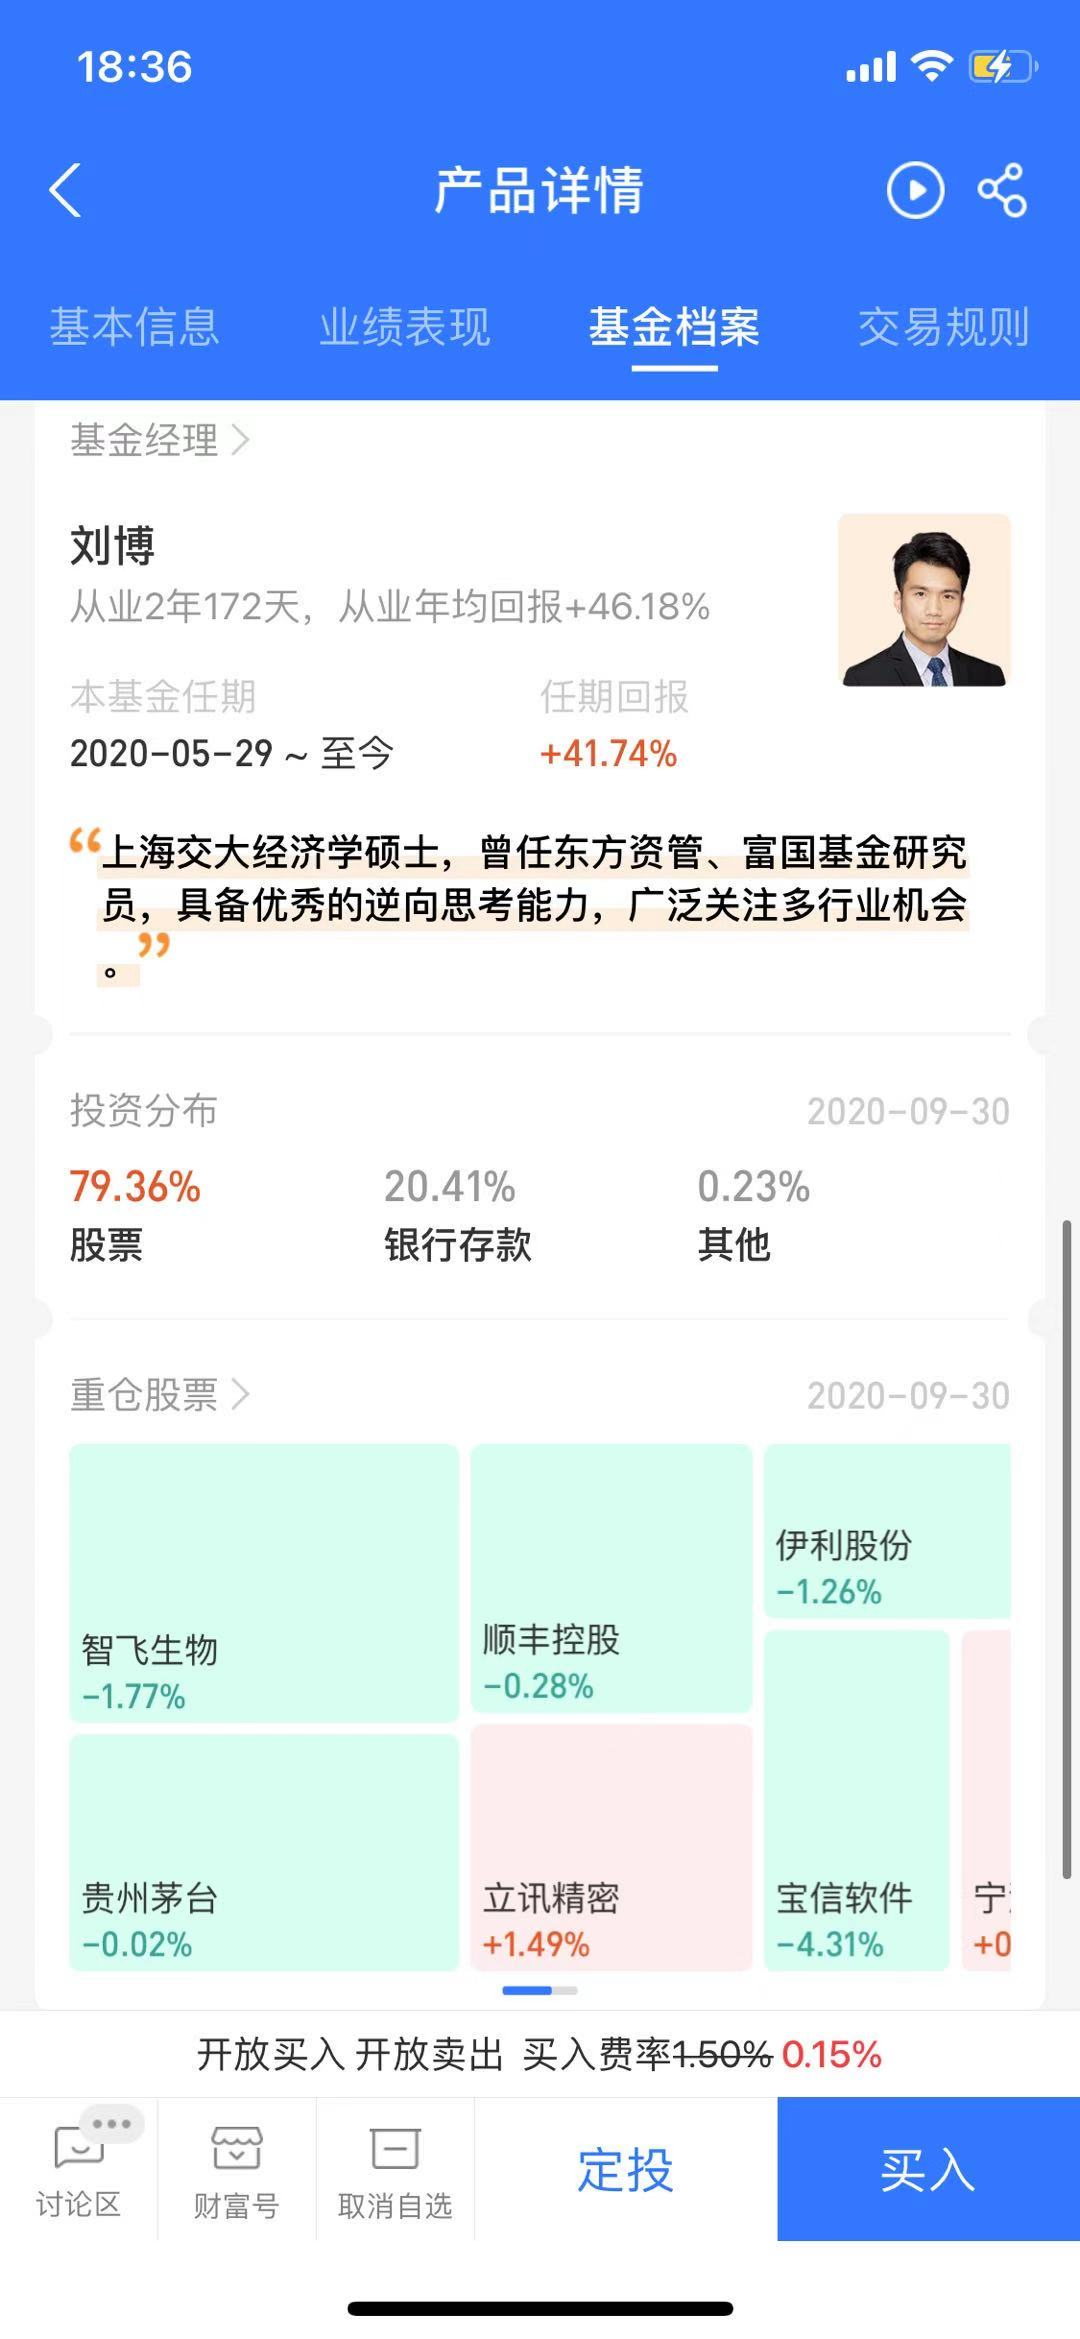 18:36
产品详情
基本信息 业绩表现 基金档案 交易规则
基金经理
刘博
从业2年172天，从业年均回报+46.18%
本基金任期 任期回报
2020-05-29 ~ 至今 +41.74%
“上海交大经济学硕士，曾任东方资管、富国基金研究
员，具备优秀的逆向思考能力，广泛关注多行业机会
。”
投资分布 2020-09-30
79.36% 20.41% 0.23%
股票 银行存款 其他
重仓股票 2020-09-30
伊利股份
-1.26%
智飞生物
-1.77%
顺丰控股
-0.28%
贵州茅台
-0.02%
立讯精密
+1.49%
宝信软件
-4.31%
宁
+0
开放买入 开放卖出 买入费率1.50% 0.15%
讨论区 财富号 取消自选 定投 买入